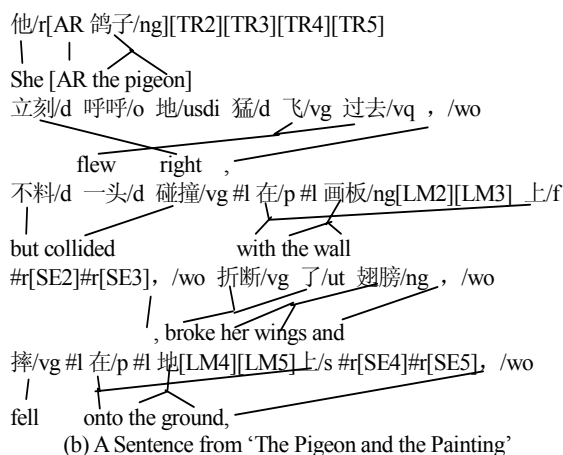 他/r[AR 鸽子/ng][TR2][TR3][TR4][TR5]
She [AR the pigeon]
立刻/d 呼呼/o 地/usdi 猛/d 飞/vg 过去/vq ，/wo
flew right ,
不料/d 一头/d 碰撞/vg #l 在/p #l 画板/ng[LM2][LM3] 上/f
but collided with the wall
#r[SE2]#r[SE3]，/wo 折断/vg 了/ut 翅膀/ng ，/wo
, broke her wings and
摔/vg #l 在/p #l 地[LM4][LM5]上/s #r[SE4]#r[SE5]，/wo
fell onto the ground,
(b) A Sentence from ‘The Pigeon and the Painting’